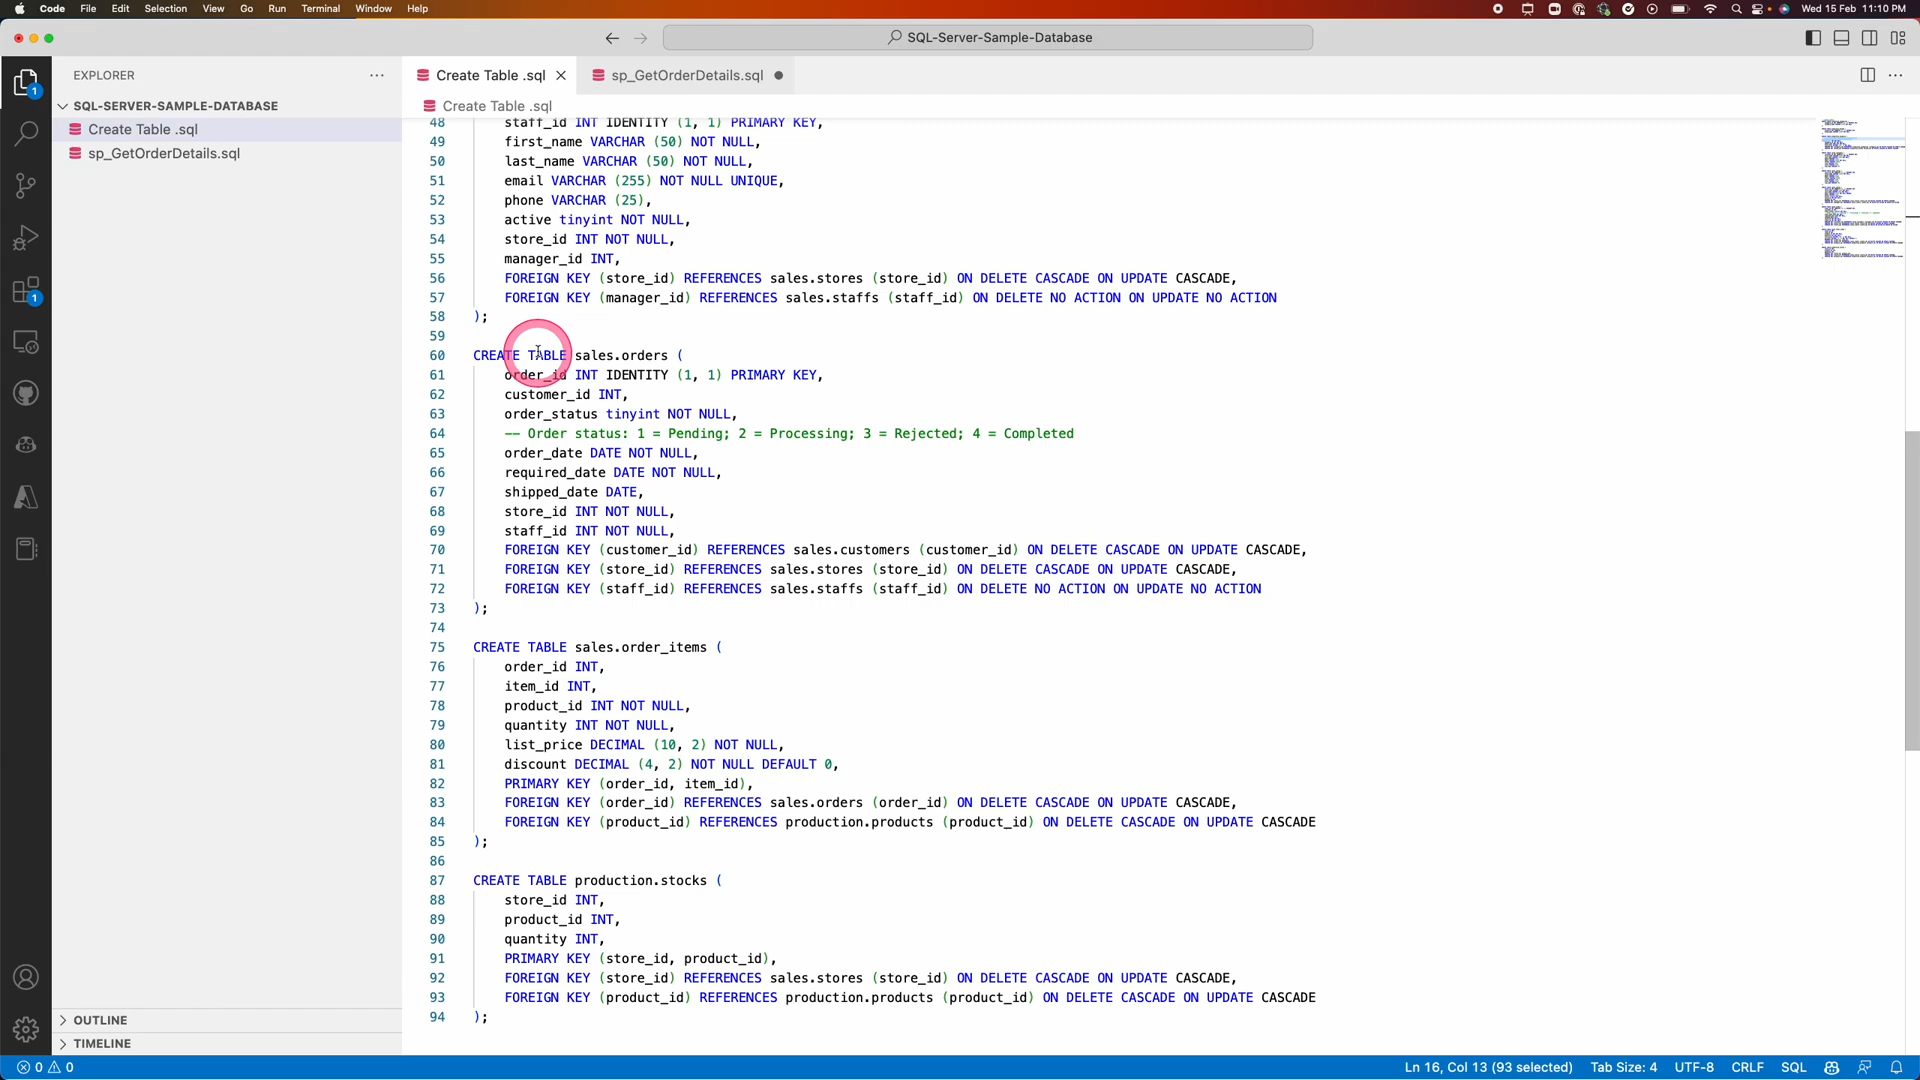 Code File Edit Selection View Go Run Terminal Window Help Wed 15 Feb 11:10 PM
SQL-Server-Sample-Database
EXPLORER
Create Table .sql
sp_GetOrderDetails.sql
SQL-SERVER-SAMPLE-DATABASE
Create Table .sql
sp_GetOrderDetails.sql
1
1
OUTLINE
TIMELINE
Create Table .sql
48 staff_id INT IDENTITY (1, 1) PRIMARY KEY,
49 first_name VARCHAR (50) NOT NULL,
50 last_name VARCHAR (50) NOT NULL,
51 email VARCHAR (255) NOT NULL UNIQUE,
52 phone VARCHAR (25),
53 active tinyint NOT NULL,
54 store_id INT NOT NULL,
55 manager_id INT,
56 FOREIGN KEY (store_id) REFERENCES sales.stores (store_id) ON DELETE CASCADE ON UPDATE CASCADE,
57 FOREIGN KEY (manager_id) REFERENCES sales.staffs (staff_id) ON DELETE NO ACTION ON UPDATE NO ACTION
58 );
59
60 CREATE TABLE sales.orders (
61 order_id INT IDENTITY (1, 1) PRIMARY KEY,
62 customer_id INT,
63 order_status tinyint NOT NULL,
64 -- Order status: 1 = Pending; 2 = Processing; 3 = Rejected; 4 = Completed
65 order_date DATE NOT NULL,
66 required_date DATE NOT NULL,
67 shipped_date DATE,
68 store_id INT NOT NULL,
69 staff_id INT NOT NULL,
70 FOREIGN KEY (customer_id) REFERENCES sales.customers (customer_id) ON DELETE CASCADE ON UPDATE CASCADE,
71 FOREIGN KEY (store_id) REFERENCES sales.stores (store_id) ON DELETE CASCADE ON UPDATE CASCADE,
72 FOREIGN KEY (staff_id) REFERENCES sales.staffs (staff_id) ON DELETE NO ACTION ON UPDATE NO ACTION
73 );
74
75 CREATE TABLE sales.order_items (
76 order_id INT,
77 item_id INT,
78 product_id INT NOT NULL,
79 quantity INT NOT NULL,
80 list_price DECIMAL (10, 2) NOT NULL,
81 discount DECIMAL (4, 2) NOT NULL DEFAULT 0,
82 PRIMARY KEY (order_id, item_id),
83 FOREIGN KEY (order_id) REFERENCES sales.orders (order_id) ON DELETE CASCADE ON UPDATE CASCADE,
84 FOREIGN KEY (product_id) REFERENCES production.products (product_id) ON DELETE CASCADE ON UPDATE CASCADE
85 );
86
87 CREATE TABLE production.stocks (
88 store_id INT,
89 product_id INT,
90 quantity INT,
91 PRIMARY KEY (store_id, product_id),
92 FOREIGN KEY (store_id) REFERENCES sales.stores (store_id) ON DELETE CASCADE ON UPDATE CASCADE,
93 FOREIGN KEY (product_id) REFERENCES production.products (product_id) ON DELETE CASCADE ON UPDATE CASCADE
94 );
0 0 Ln 16, Col 13 (93 selected) Tab Size: 4 UTF-8 CRLF SQL